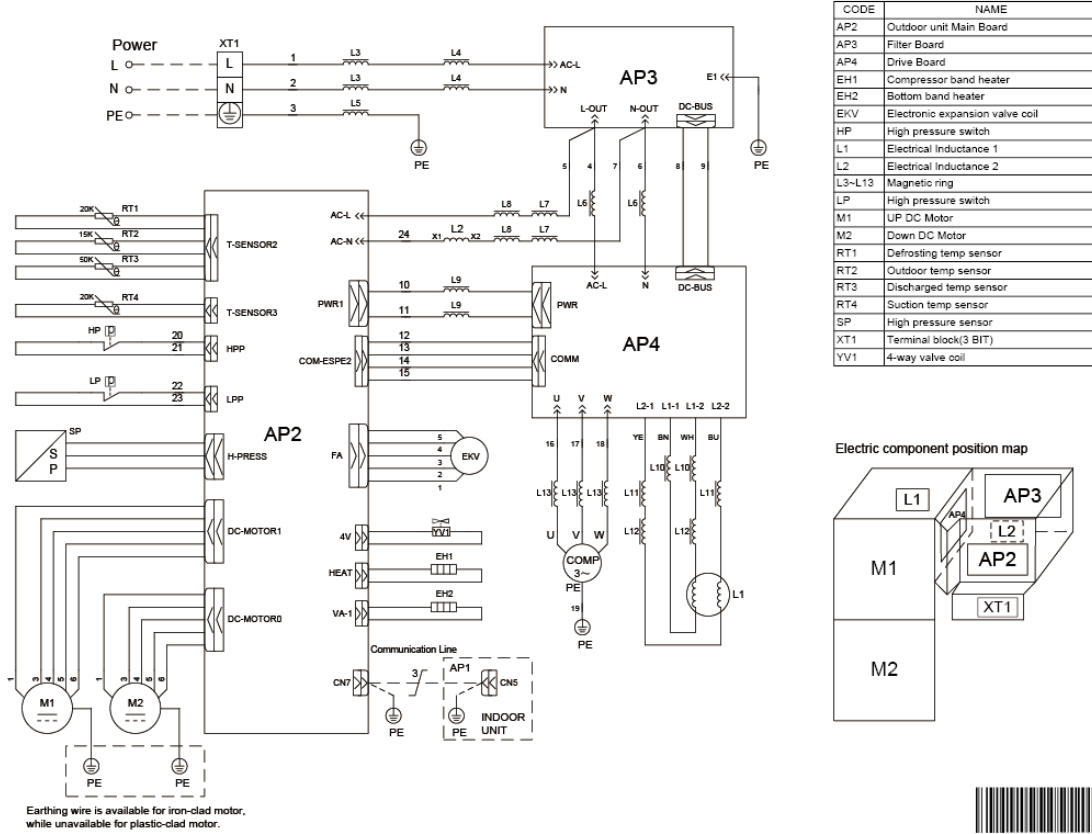 Power
XT1
L
L
1
L3
L4
AC-L
N
N
2
L3
L4
N
PE
3
L5
PE
AP3
E1
PE
L-OUT
N-OUT
DC-BUS
5
4
7
6
8
9
L6
L6
20K
RT1
15K
RT2
50K
RT3
T-SENSOR2
20K
RT4
T-SENSOR3
HP
P
20
21
HPP
LP
P
22
23
LPP
SP
S
P
H-PRESS
DC-MOTOR1
DC-MOTOR0
1
3
4
5
6
M1
1
3
4
5
6
M2
PE
PE
Earthing wire is available for iron-clad motor,
while unavailable for plastic-clad motor.
AP2
AC-L
L8
L7
AC-N
24
X1
L2
X2
L8
L7
PWR1
10
L9
11
L9
PWR
COM-ESPE2
12
13
14
15
COMM
FA
5
4
3
2
1
EKV
4V
YV1
HEAT
EH1
VA-1
EH2
Communication Line
CN7
3
PE
AP1
CN5
PE
INDOOR
UNIT
AC-L
N
DC-BUS
AP4
U
V
W
L2-1
L1-1
L1-2
L2-2
16
17
18
YE
BN
WH
BU
L13
L13
L13
L10
L10
L11
L11
L12
L12
U
V
W
COMP
3~
PE
19
PE
L1
CODE NAME
AP2 Outdoor unit Main Board
AP3 Filter Board
AP4 Drive Board
EH1 Compressor band heater
EH2 Bottom band heater
EKV Electronic expansion valve coil
HP High pressure switch
L1 Electrical Inductance 1
L2 Electrical Inductance 2
L3~L13 Magnetic ring
LP High pressure switch
M1 UP DC Motor
M2 Down DC Motor
RT1 Defrosting temp sensor
RT2 Outdoor temp sensor
RT3 Discharged temp sensor
RT4 Suction temp sensor
SP High pressure sensor
XT1 Terminal block(3 BIT)
YV1 4-way valve coil
Electric component position map
L1
AP3
AP4
L2
AP2
M1
XT1
M2